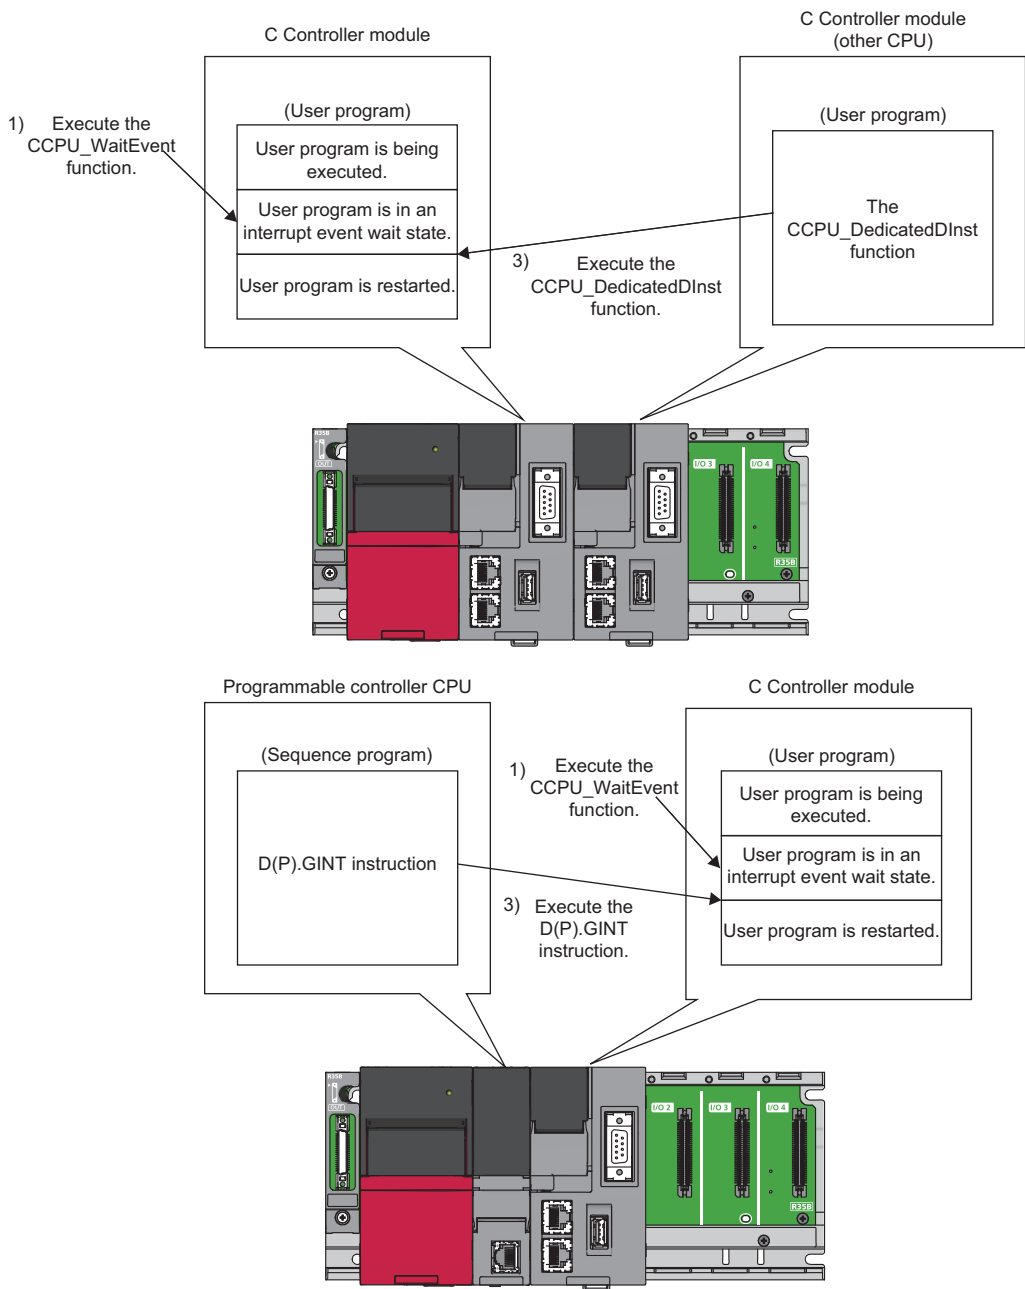 C Controller module
C Controller module
(other CPU)
(User program)
(User program)
1) Execute the
CCPU_WaitEvent
function.
User program is being
executed.
User program is in an
interrupt event wait state.
User program is restarted.
3) Execute the
CCPU_DedicatedDInst
function.
The
CCPU_DedicatedDInst
function
R35B
OUT
I/O 3
I/O 4
R35B
Programmable controller CPU
C Controller module
(Sequence program)
(User program)
D(P).GINT instruction
1) Execute the
CCPU_WaitEvent
function.
User program is being
executed.
User program is in an
interrupt event wait state.
User program is restarted.
3) Execute the
D(P).GINT
instruction.
R35B
OUT
I/O 2
I/O 3
I/O 4
R35B